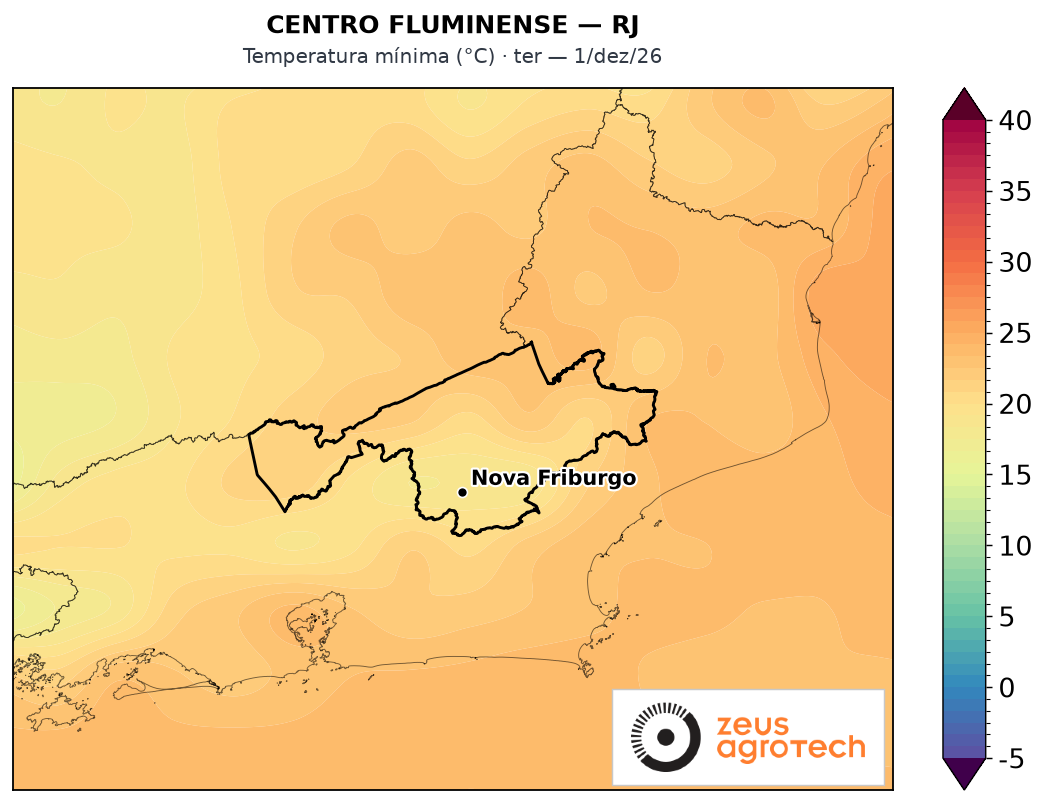 CENTRO FLUMINENSE — RJ
Temperatura mínima (°C) · ter — 1/dez/26
40
35
30
25
20
15
10
5
0
-5
Nova Friburgo
zeus
agrotech